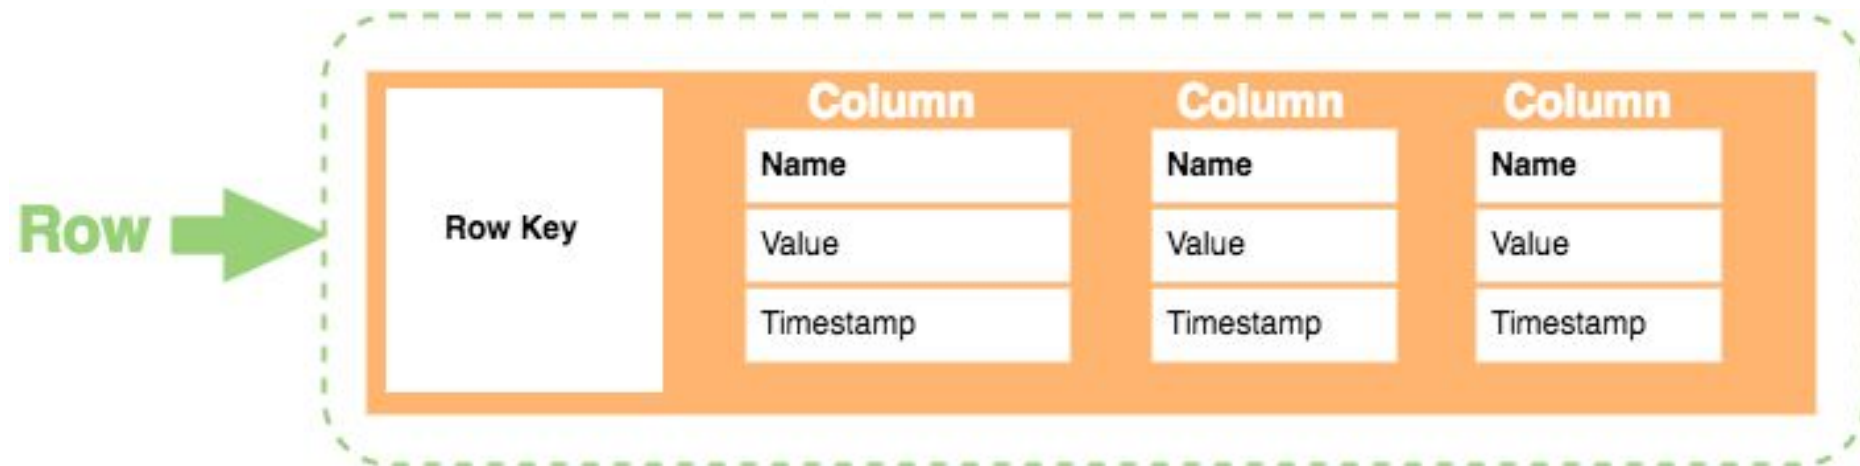 Row
Row Key
Column
Name
Value
Timestamp
Column
Name
Value
Timestamp
Column
Name
Value
Timestamp